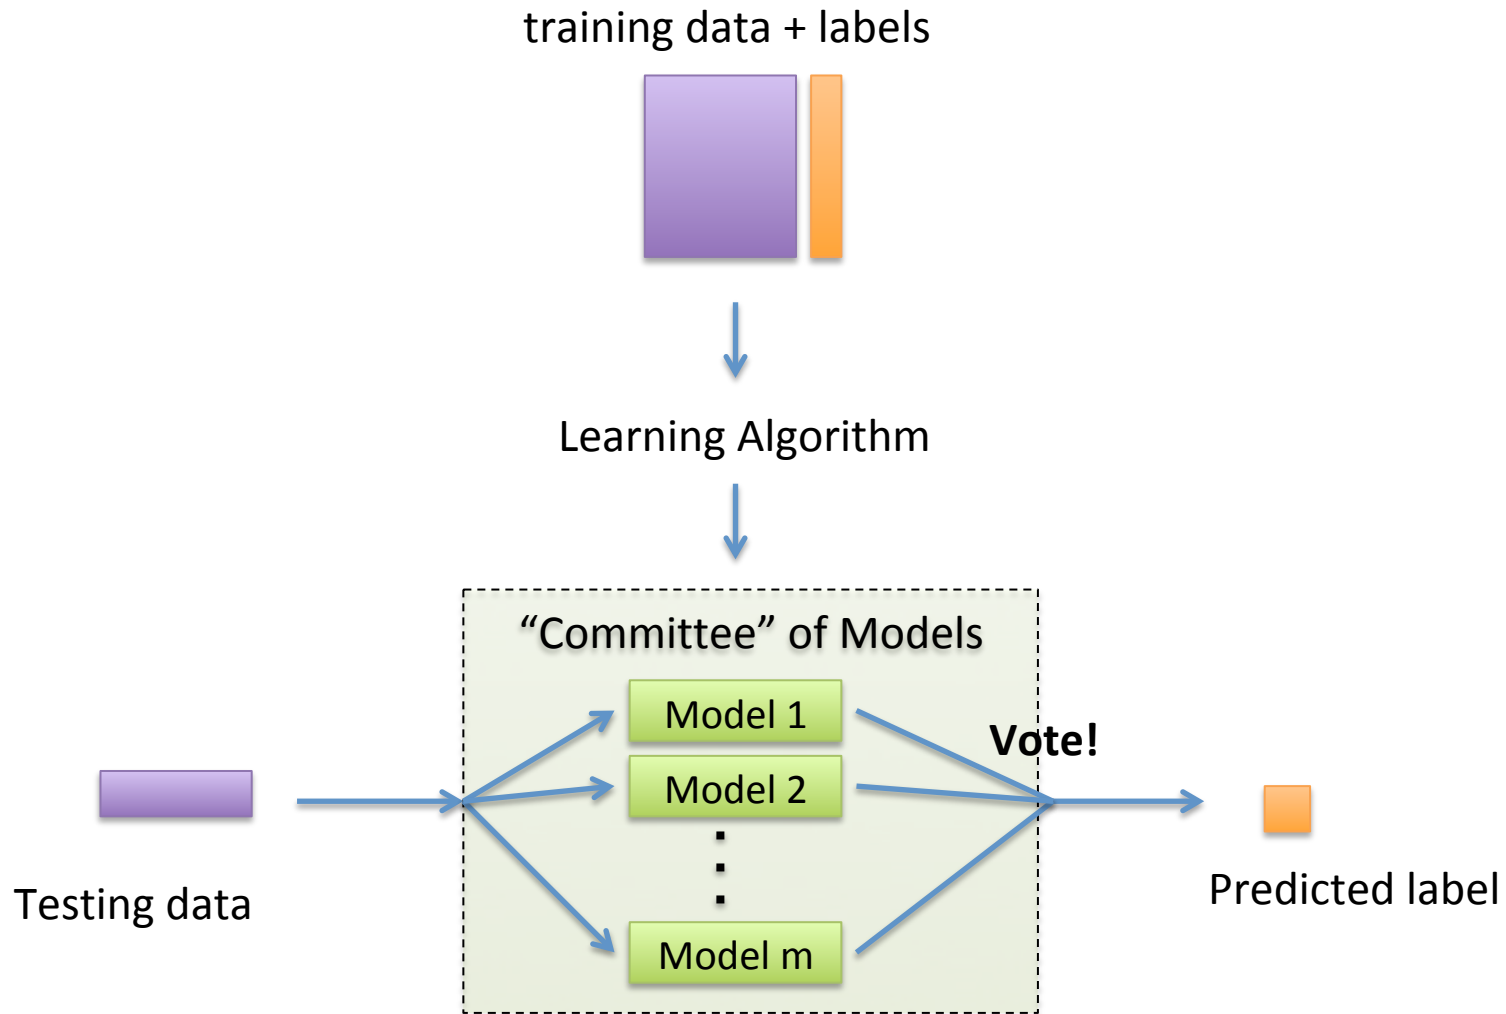 training data + labels
Learning Algorithm
“Committee” of Models
Model 1
Vote!
Model 2
Testing data
Predicted label
Model m